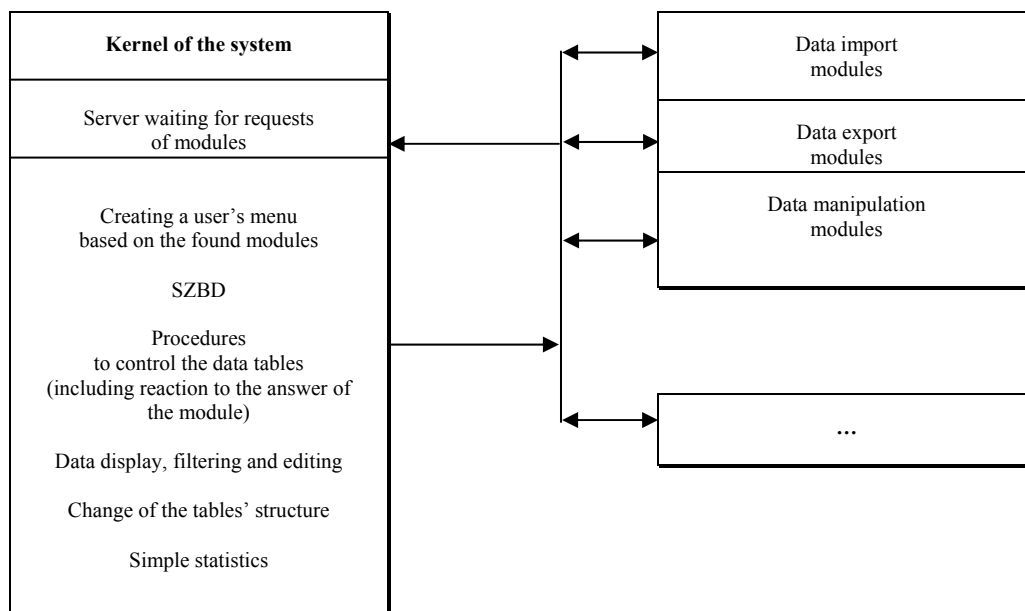 Kernel of the system
Server waiting for requests
of modules
Creating a user’s menu
based on the found modules
SZBD
Procedures
to control the data tables
(including reaction to the answer of
the module)
Data display, filtering and editing
Change of the tables’ structure
Simple statistics
Data import
modules
Data export
modules
Data manipulation
modules
...